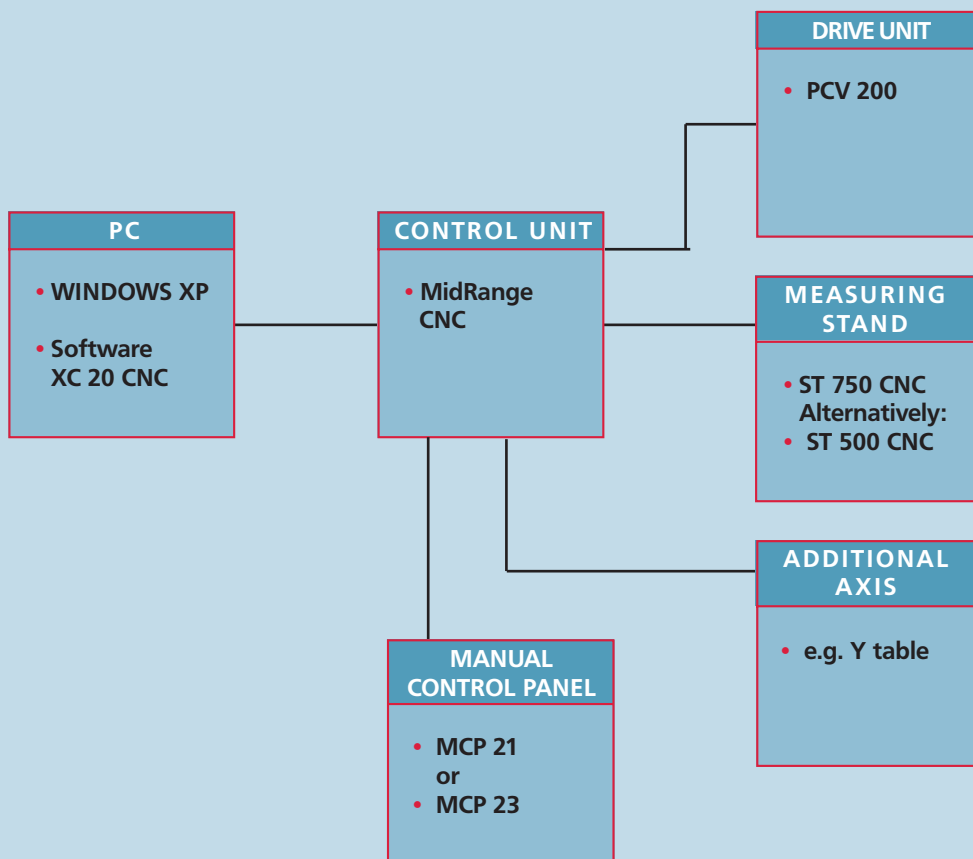 DRIVE UNIT
• PCV 200
PC
• WINDOWS XP
• Software
XC 20 CNC
CONTROL UNIT
• MidRange
CNC
MEASURING
STAND
• ST 750 CNC
Alternatively:
• ST 500 CNC
ADDITIONAL
AXIS
• e.g. Y table
MANUAL
CONTROL PANEL
• MCP 21
or
• MCP 23